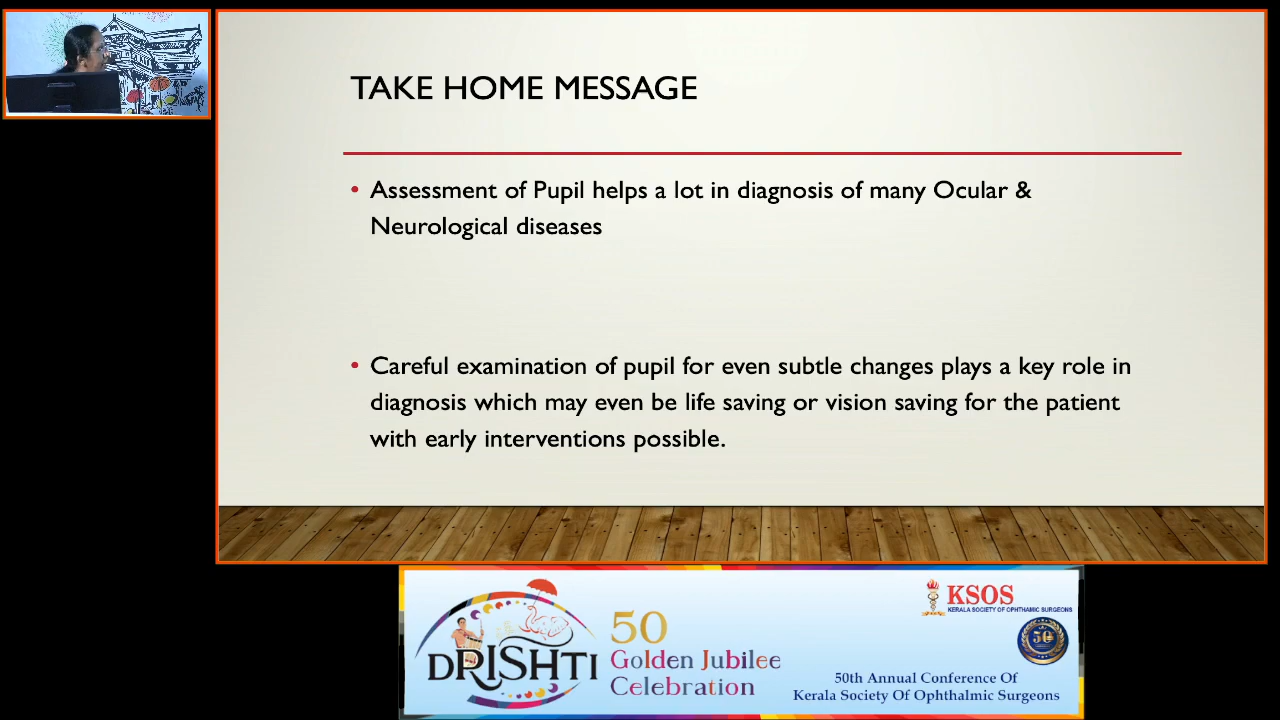 TAKE HOME MESSAGE
• Assessment of Pupil helps a lot in diagnosis of many Ocular &
Neurological diseases
• Careful examination of pupil for even subtle changes plays a key role in
diagnosis which may even be life saving or vision saving for the patient
with early interventions possible.
DRISHTI
50
Golden Jubilee
Celebration
KSOS
KERALA SOCIETY OF OPHTHAMIC SURGEONS
50
50th Annual Conference Of
Kerala Society Of Ophthalmic Surgeons